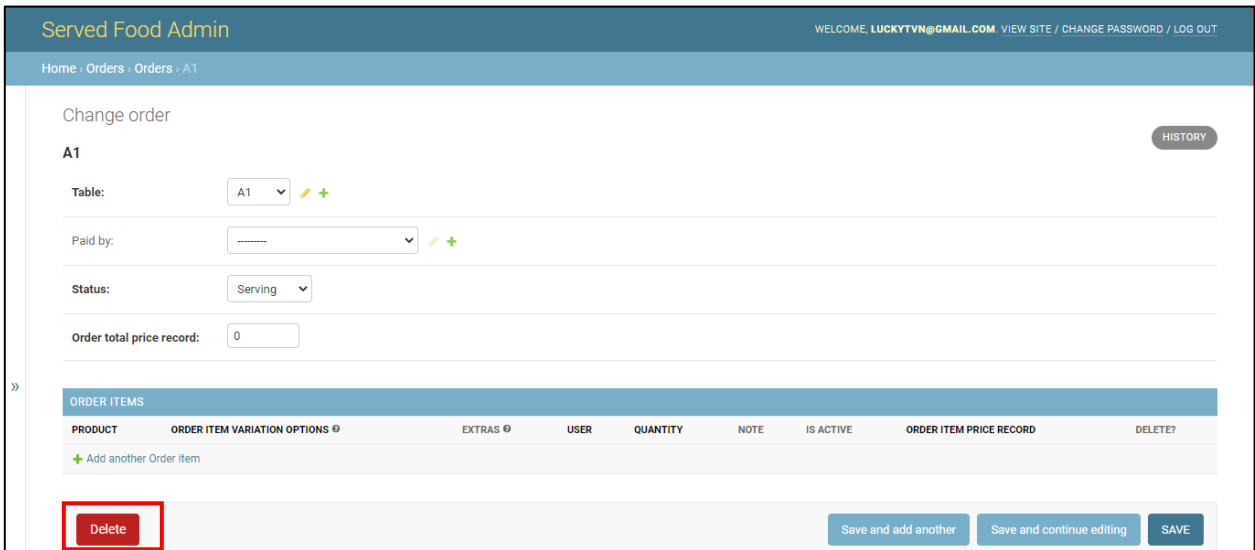 Served Food Admin
WELCOME, LUCKYTVN@GMAIL.COM. VIEW SITE / CHANGE PASSWORD / LOG OUT
Home › Orders › Orders › A1
Change order
HISTORY
A1
Table: A1
Paid by: ---------
Status: Serving
Order total price record: 0
»
ORDER ITEMS
PRODUCT ORDER ITEM VARIATION OPTIONS EXTRAS USER QUANTITY NOTE IS ACTIVE ORDER ITEM PRICE RECORD DELETE?
Add another Order item
Delete Save and add another Save and continue editing SAVE